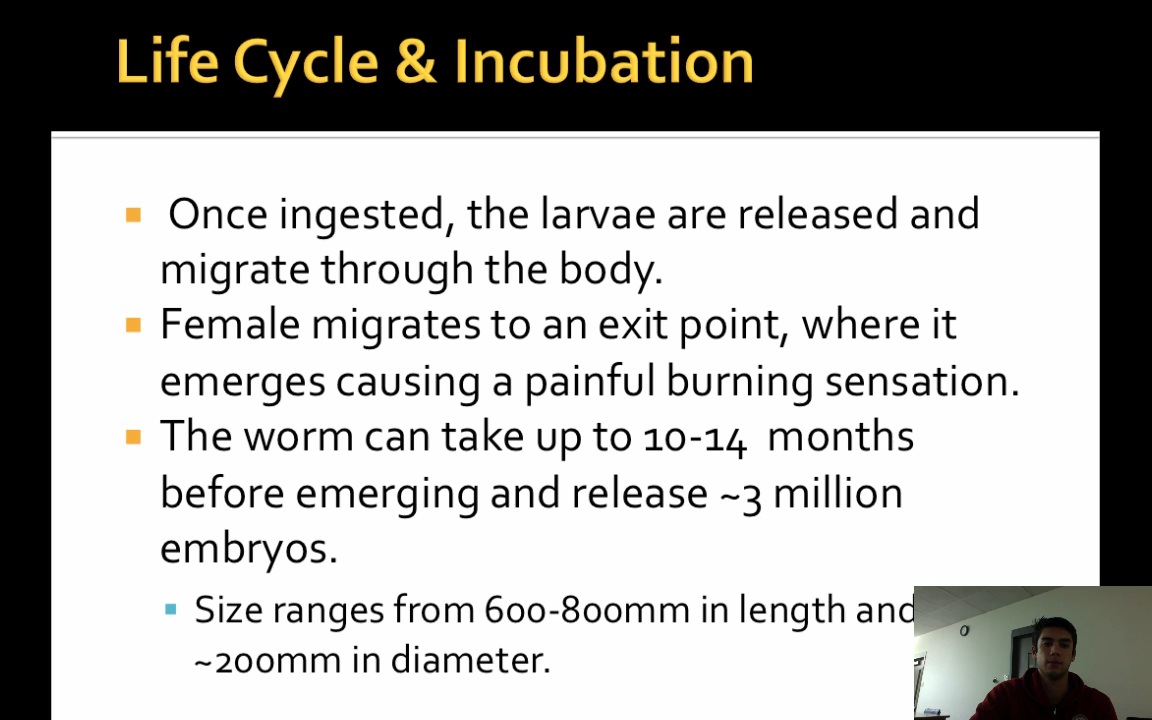 Life Cycle & Incubation
Once ingested, the larvae are released and
migrate through the body.
Female migrates to an exit point, where it
emerges causing a painful burning sensation.
The worm can take up to 10-14 months
before emerging and release ~3 million
embryos.
Size ranges from 600-800mm in length and
~200mm in diameter.